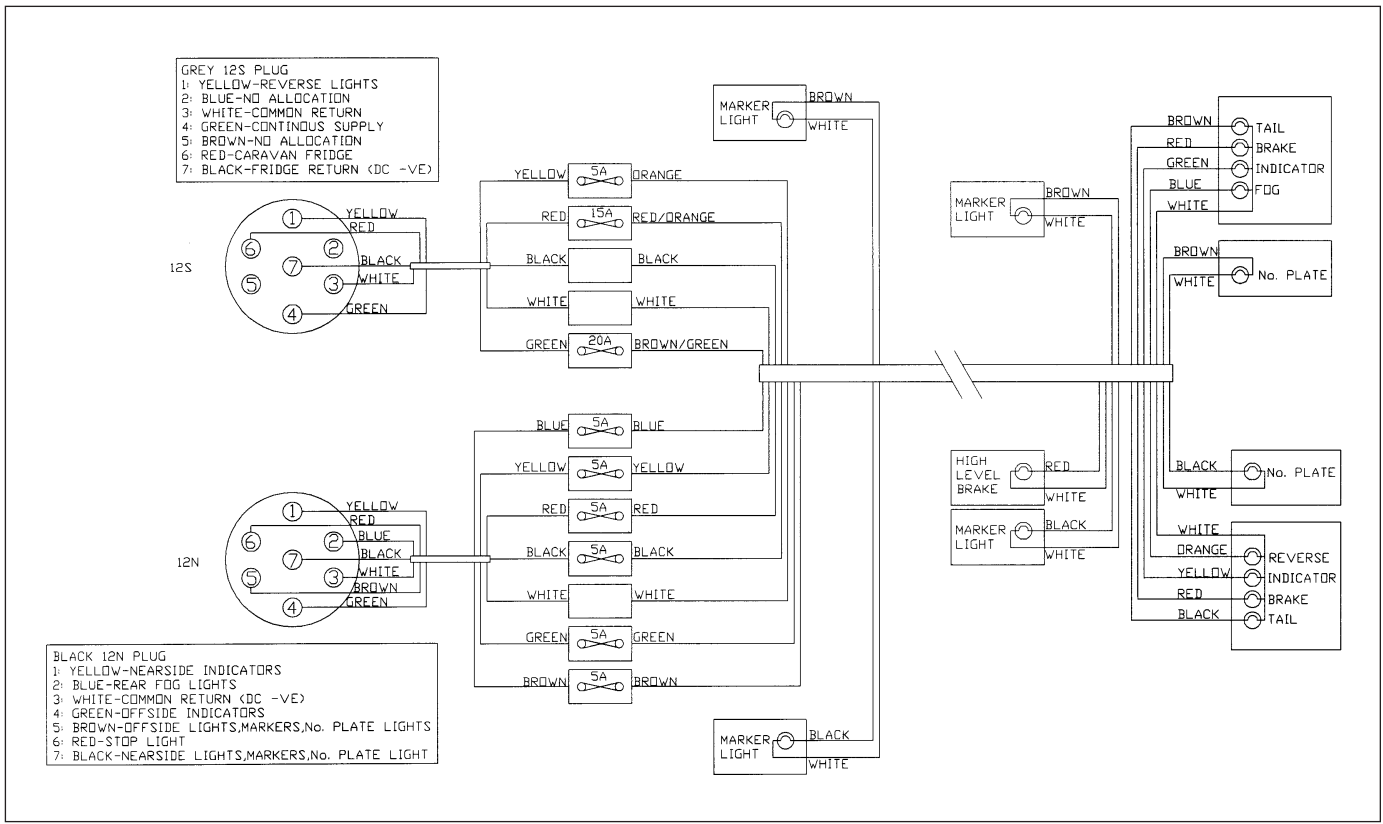 GREY 12S PLUG
1: YELLOW-REVERSE LIGHTS
2: BLUE-NO ALLOCATION
3: WHITE-COMMON RETURN
4: GREEN-CONTINOUS SUPPLY
5: BROWN-NO ALLOCATION
6: RED-CARAVAN FRIDGE
7: BLACK-FRIDGE RETURN (DC -VE)
12S
1
6
2
7
5
3
4
YELLOW
RED
BLACK
WHITE
GREEN
YELLOW 5A ORANGE
RED 15A RED/ORANGE
BLACK BLACK
WHITE WHITE
GREEN 20A BROWN/GREEN
BLUE 5A BLUE
YELLOW 5A YELLOW
RED 5A RED
BLACK 5A BLACK
WHITE WHITE
GREEN 5A GREEN
BROWN 5A BROWN
12N
1
6
2
7
5
3
4
YELLOW
RED
BLUE
BLACK
WHITE
BROWN
GREEN
BLACK 12N PLUG
1: YELLOW-NEARSIDE INDICATORS
2: BLUE-REAR FOG LIGHTS
3: WHITE-COMMON RETURN (DC -VE)
4: GREEN-OFFSIDE INDICATORS
5: BROWN-OFFSIDE LIGHTS,MARKERS,No. PLATE LIGHTS
6: RED-STOP LIGHT
7: BLACK-NEARSIDE LIGHTS,MARKERS,No. PLATE LIGHT
MARKER
LIGHT
BROWN
WHITE
MARKER
LIGHT
BLACK
WHITE
MARKER
LIGHT
BROWN
WHITE
HIGH
LEVEL
BRAKE
RED
WHITE
MARKER
LIGHT
BLACK
WHITE
BROWN TAIL
RED BRAKE
GREEN INDICATOR
BLUE FOG
WHITE
BROWN
WHITE
No. PLATE
BLACK
WHITE
No. PLATE
WHITE
ORANGE REVERSE
YELLOW INDICATOR
RED BRAKE
BLACK TAIL